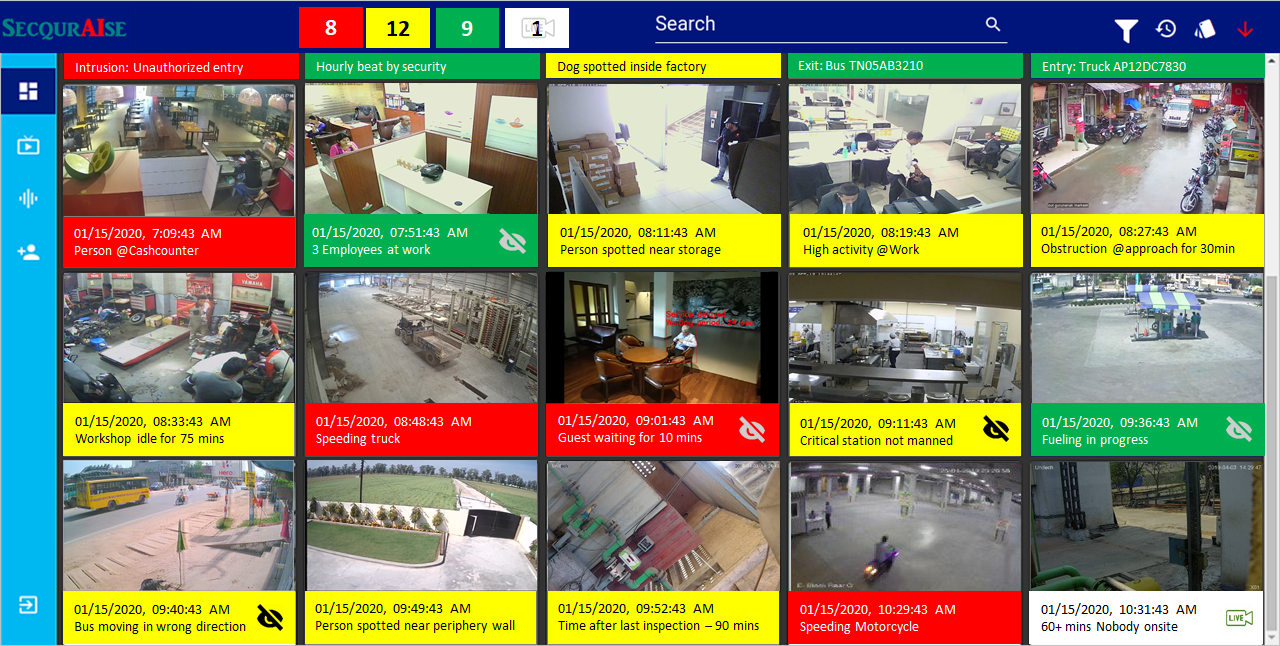 SECQURAISE
8
12
9
1
Search
Intrusion: Unauthorized entry
Hourly beat by security
Dog spotted inside factory
Exit: Bus TN05AB3210
Entry: Truck AP12DC7830
01/15/2020, 7:09:43 AM
Person @Cashcounter
01/15/2020, 07:51:43 AM
3 Employees at work
01/15/2020, 08:11:43 AM
Person spotted near storage
01/15/2020, 08:19:43 AM
High activity @Work
01/15/2020, 08:27:43 AM
Obstruction @approach for 30min
YAMAHA
01/15/2020, 08:33:43 AM
Workshop idle for 75 mins
01/15/2020, 08:48:43 AM
Speeding truck
01/15/2020, 09:01:43 AM
Guest waiting for 10 mins
01/15/2020, 09:11:43 AM
Critical station not manned
01/15/2020, 09:36:43 AM
Fueling in progress
01/15/2020, 09:40:43 AM
Bus moving in wrong direction
01/15/2020, 09:49:43 AM
Person spotted near periphery wall
01/15/2020, 09:52:43 AM
Time after last inspection – 90 mins
01/15/2020, 10:29:43 AM
Speeding Motorcycle
01/15/2020, 10:31:43 AM
60+ mins Nobody onsite
LIVE